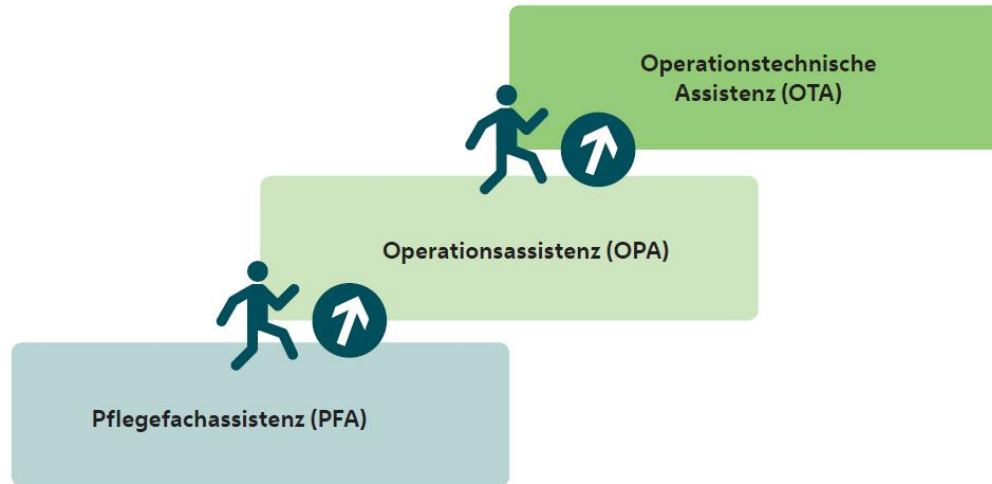 Operationstechnische
Assistenz (OTA)
Operationsassistenz (OPA)
Pflegefachassistenz (PFA)